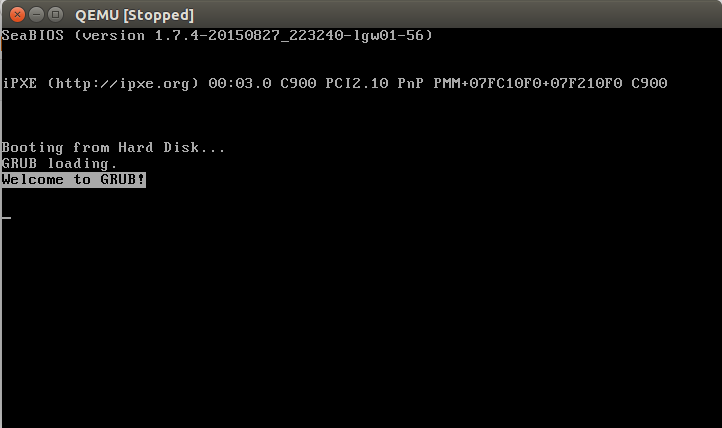 QEMU [Stopped]
SeaBIOS (version 1.7.4-20150827_223240-lgw01-56)
iPXE (http://ipxe.org) 00:03.0 C900 PCI2.10 PnP PMM+07FC10F0+07F210F0 C900
Booting from Hard Disk...
GRUB loading.
Welcome to GRUB!